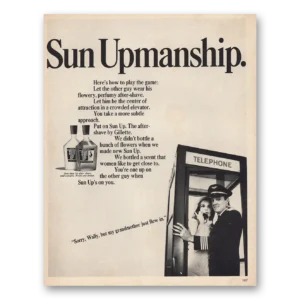 Sun Upmanship.
Here's how to play the game:
Let the other guy wear his
flowery, perfumy after-shave.
Let him be the center of
attraction in a crowded elevator.
You take a more subtle
approach.
Put on Sun Up. The after-
shave by Gillette.
We didn't bottle a
bunch of flowers when we
made new Sun Up.
We bottled a scent that
women like to get close to.
You're one up on
the other guy when
Sun Up's on you.
TELEPHONE
"Sorry, Wally, but my grandmother just flew in."